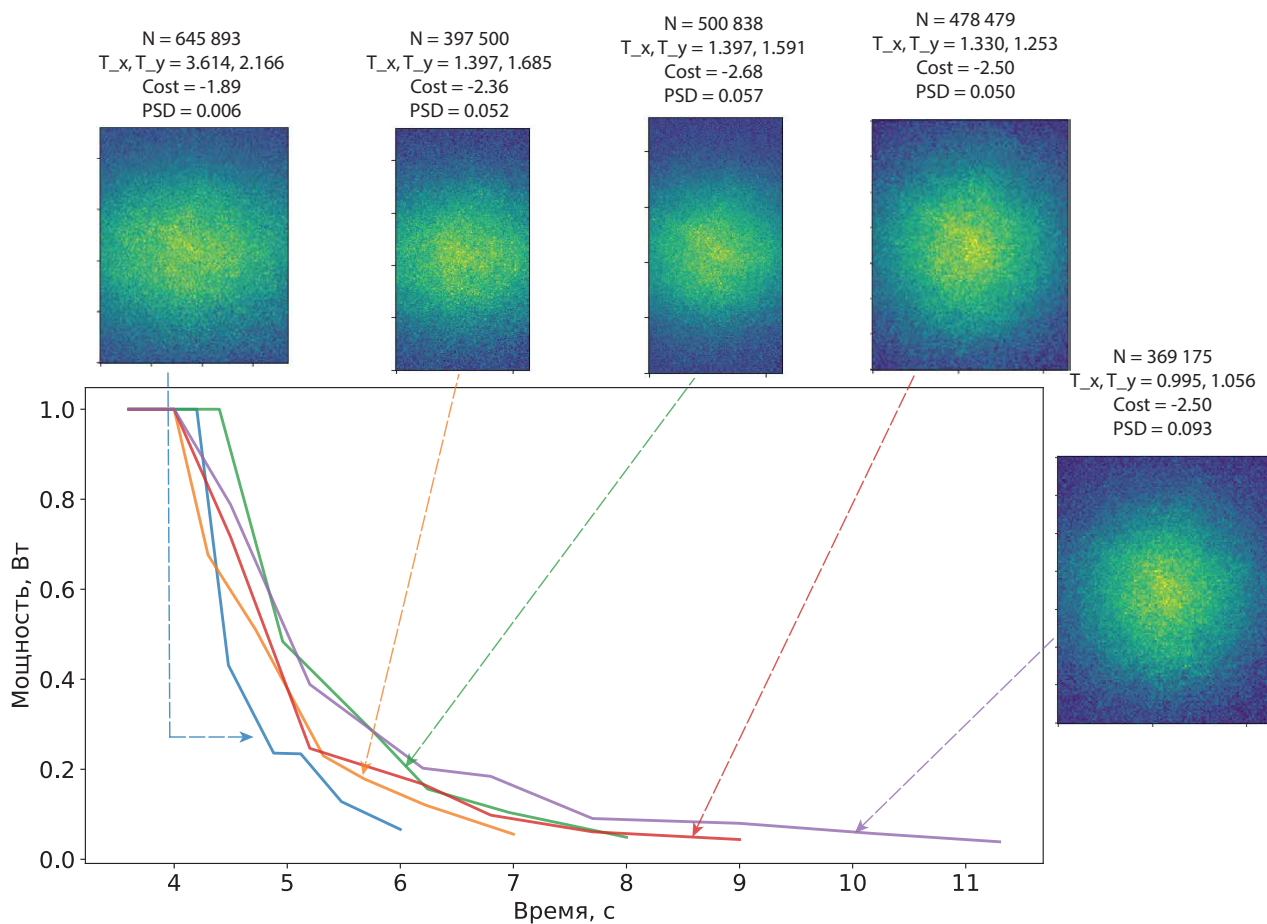 N = 645 893
T_x, T_y = 3.614, 2.166
Cost = -1.89
PSD = 0.006
N = 397 500
T_x, T_y = 1.397, 1.685
Cost = -2.36
PSD = 0.052
N = 500 838
T_x, T_y = 1.397, 1.591
Cost = -2.68
PSD = 0.057
N = 478 479
T_x, T_y = 1.330, 1.253
Cost = -2.50
PSD = 0.050
N = 369 175
T_x, T_y = 0.995, 1.056
Cost = -2.50
PSD = 0.093
Мощность, Вт
1.0
0.8
0.6
0.4
0.2
0.0
4 5 6 7 8 9 10 11
Время, с